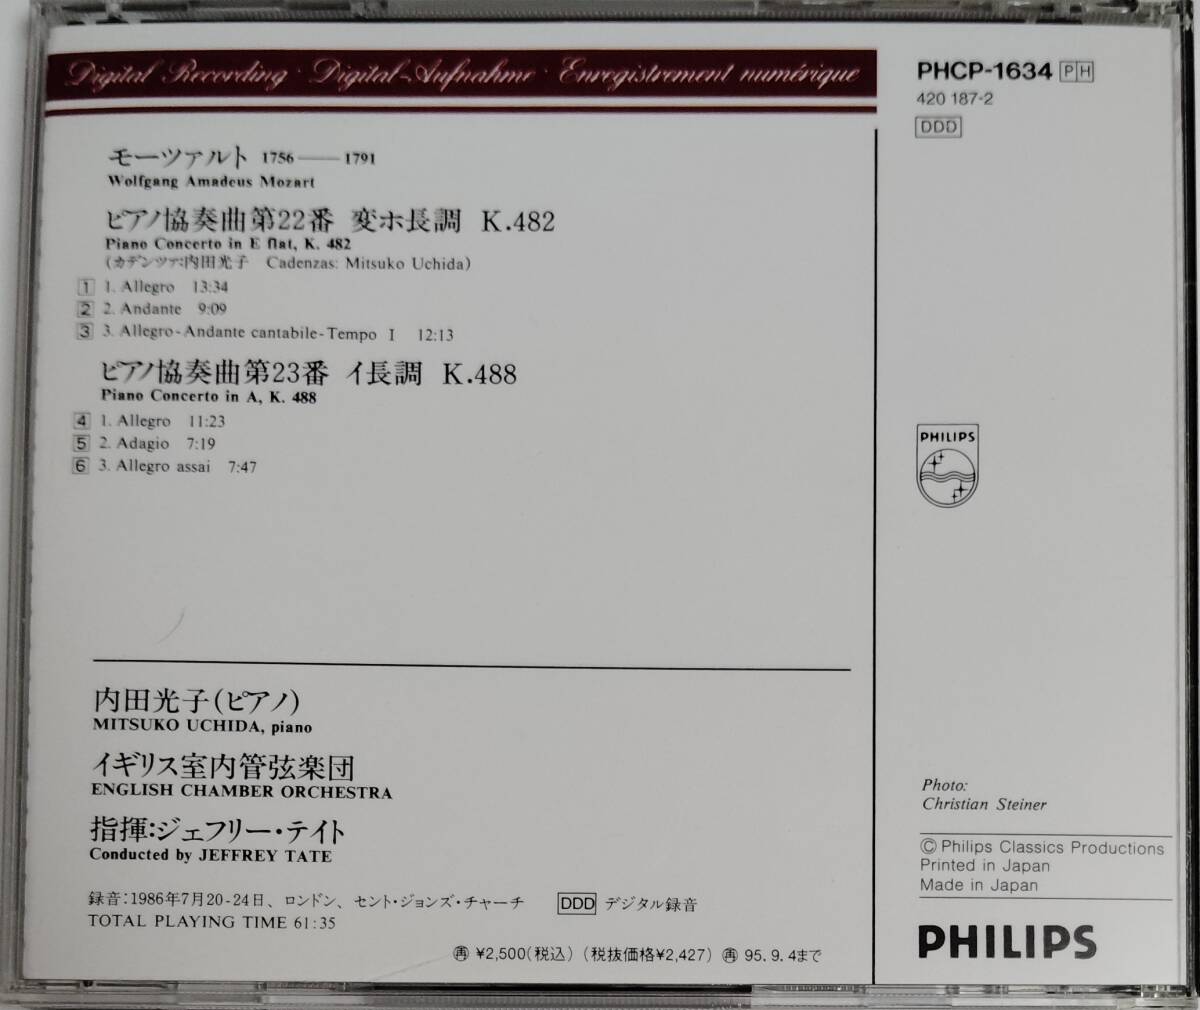 Digital Recording · Digital-Aufnahme · Enregistrement numérique
モーツァルト 1756——1791
Wolfgang Amadeus Mozart
ピアノ協奏曲第22番 変ホ長調 K.482
Piano Concerto in E flat, K. 482
(カデンツァ:内田光子 Cadenzas: Mitsuko Uchida)
1 1. Allegro 13:34
2 2. Andante 9:09
3 3. Allegro-Andante cantabile-Tempo I 12:13
ピアノ協奏曲第23番 イ長調 K.488
Piano Concerto in A, K. 488
4 1. Allegro 11:23
5 2. Adagio 7:19
6 3. Allegro assai 7:47
内田光子(ピアノ)
MITSUKO UCHIDA, piano
イギリス室内管弦楽団
ENGLISH CHAMBER ORCHESTRA
指揮:ジェフリー・テイト
Conducted by JEFFREY TATE
録音:1986年7月20-24日、ロンドン、セント・ジョンズ・チャーチ DDD デジタル録音
TOTAL PLAYING TIME 61:35
再 ¥2,500(税込)(税抜価格¥2,427) 再 95.9.4まで
PHCP-1634 PH
420 187-2
DDD
PHILIPS
Photo:
Christian Steiner
© Philips Classics Productions
Printed in Japan
Made in Japan
PHILIPS